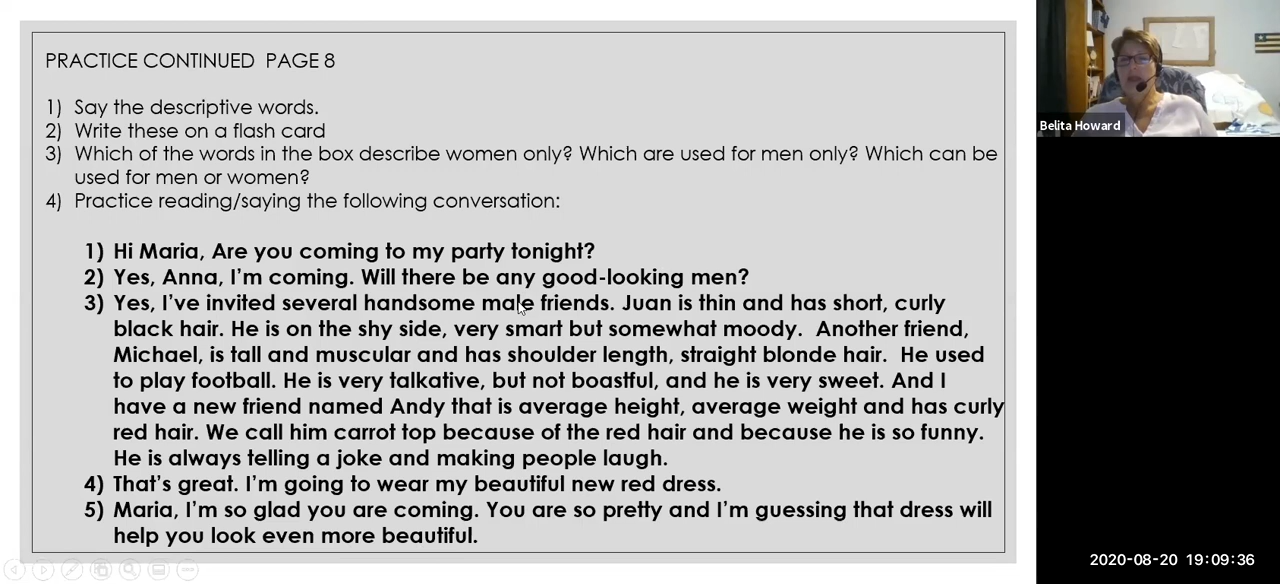 PRACTICE CONTINUED  PAGE 8
1) Say the descriptive words.
2) Write these on a flash card
3) Which of the words in the box describe women only? Which are used for men only? Which can be
used for men or women?
4) Practice reading/saying the following conversation:
1) Hi Maria, Are you coming to my party tonight?
2) Yes, Anna, I'm coming. Will there be any good-looking men?
3) Yes, I've invited several handsome male friends. Juan is thin and has short, curly
black hair. He is on the shy side, very smart but somewhat moody.  Another friend,
Michael, is tall and muscular and has shoulder length, straight blonde hair.  He used
to play football. He is very talkative, but not boastful, and he is very sweet. And I
have a new friend named Andy that is average height, average weight and has curly
red hair. We call him carrot top because of the red hair and because he is so funny.
He is always telling a joke and making people laugh.
4) That's great. I'm going to wear my beautiful new red dress.
5) Maria, I'm so glad you are coming. You are so pretty and I'm guessing that dress will
help you look even more beautiful.
Belita Howard
2020-08-20  19:09:36